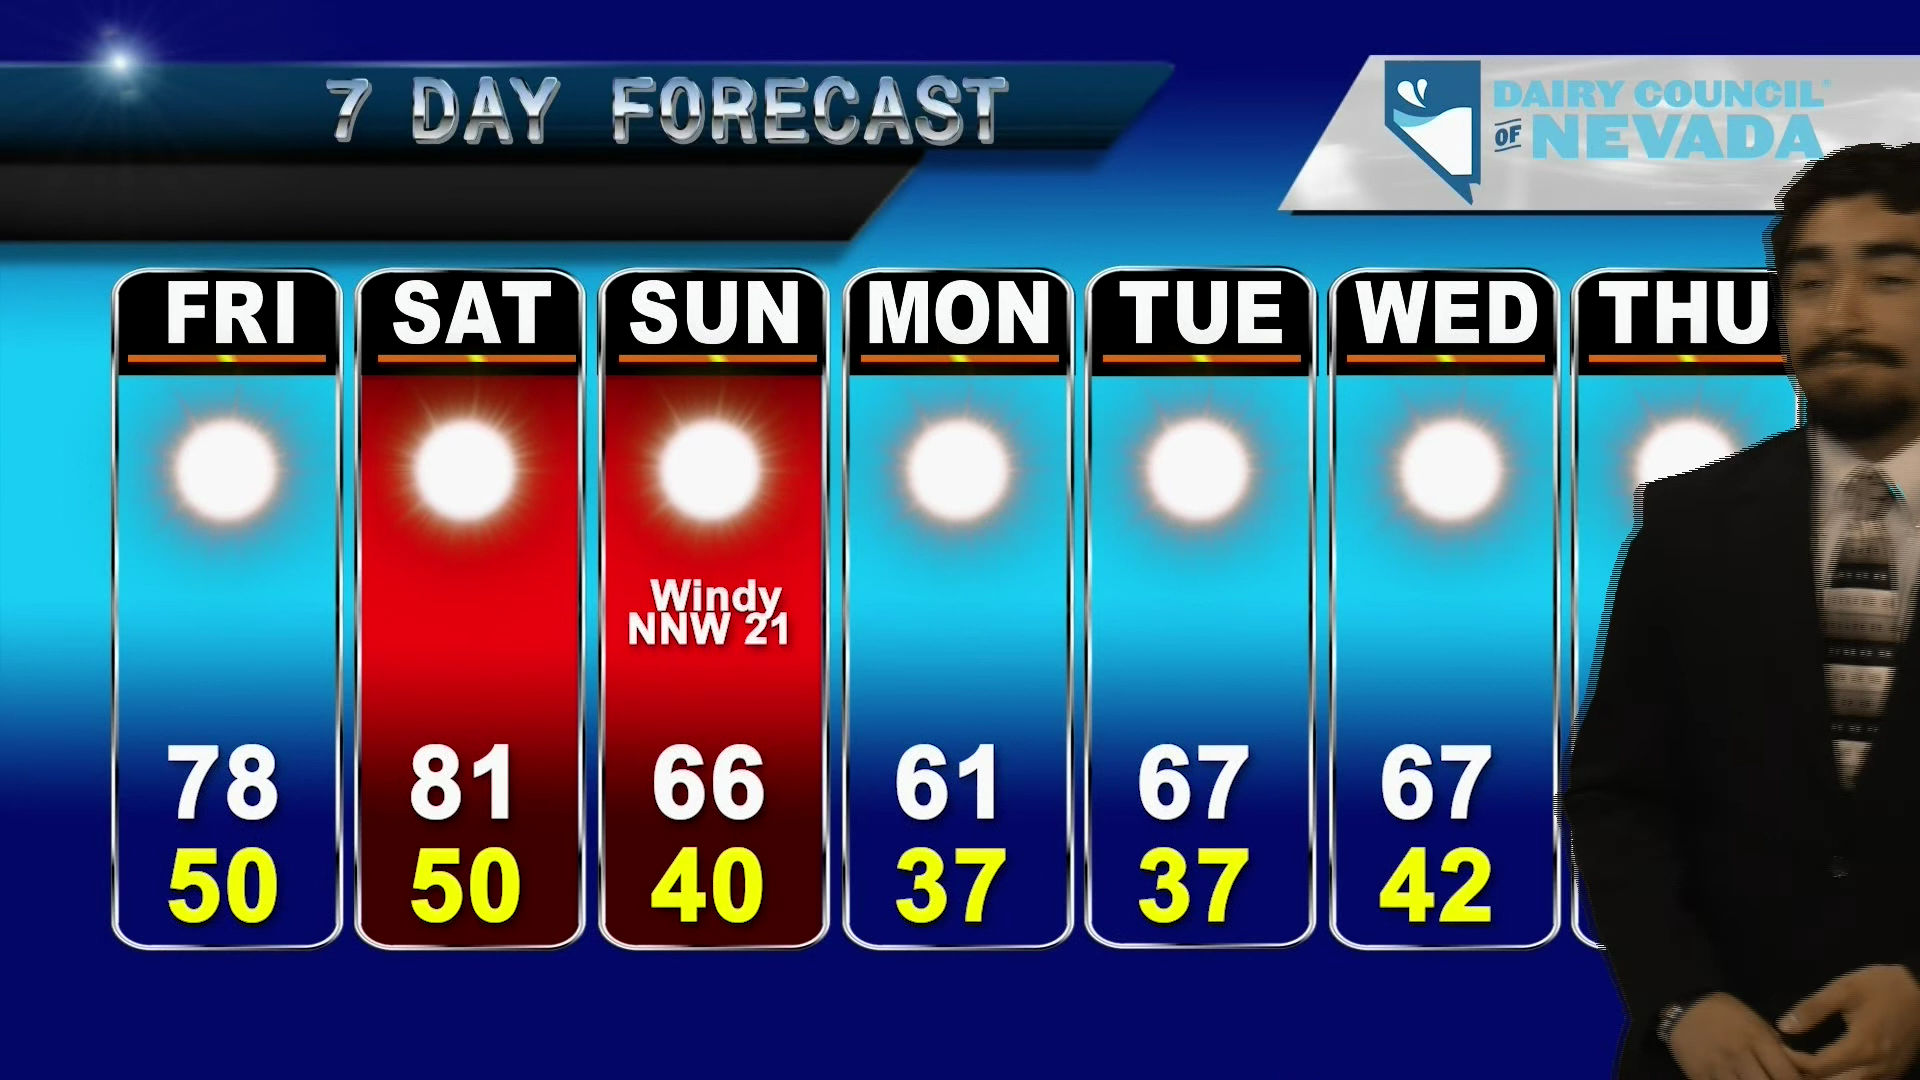 7 DAY FORECAST
DAIRY COUNCIL
OF NEVADA
FRI SAT SUN MON TUE WED THU
Windy
NNW 21
78 81 66 61 67 67
50 50 40 37 37 42